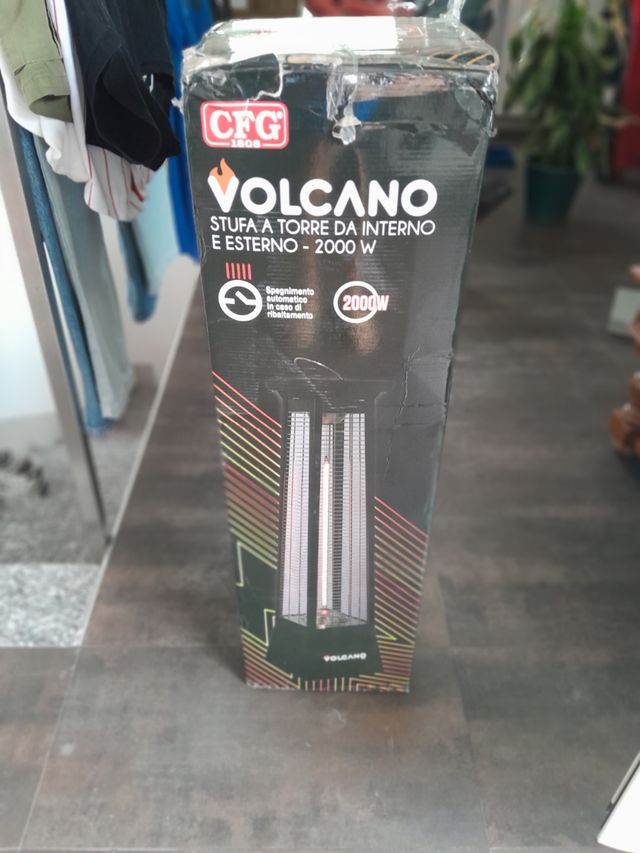 CFG
1808
VOLCANO
STUFA A TORRE DA INTERNO
E ESTERNO - 2000 W
Spegnimento
automatico
in caso di
ribaltamento
2000W
VOLCANO